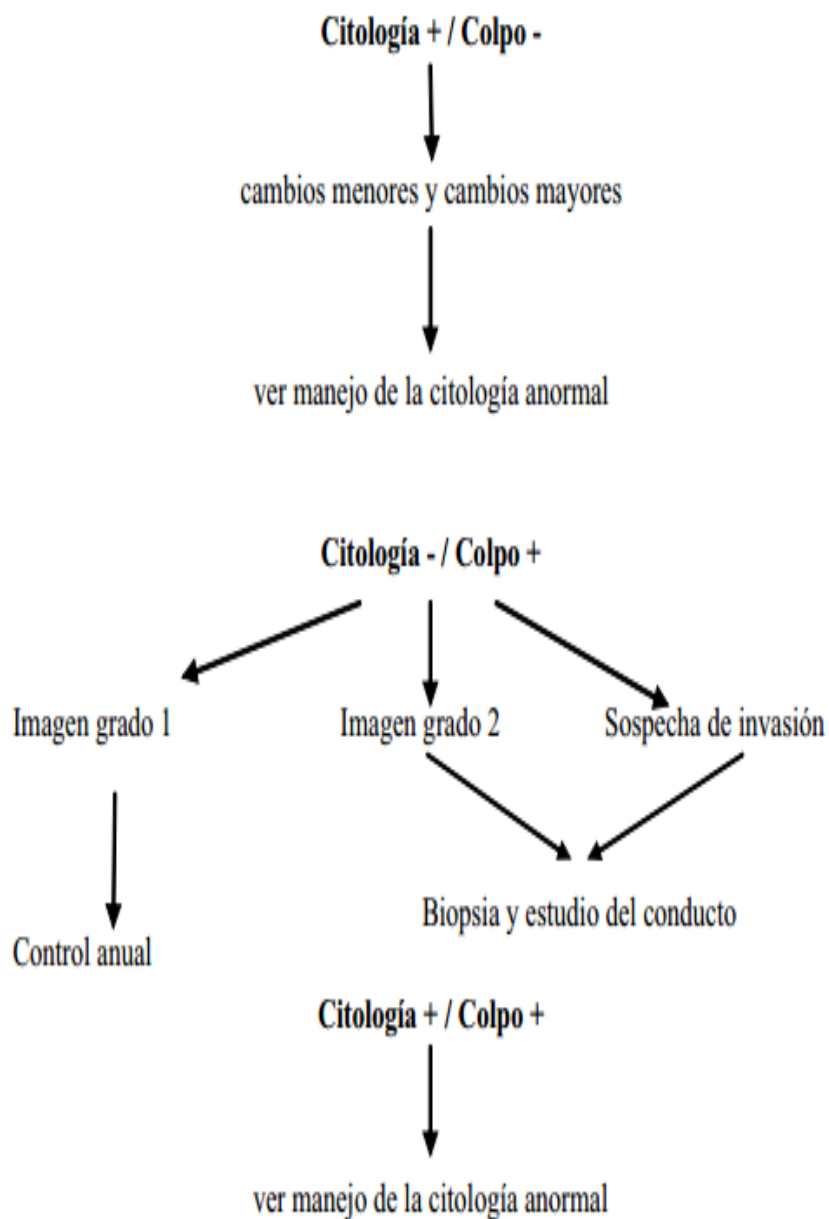 Citología + / Colpo -
cambios menores y cambios mayores
ver manejo de la citología anormal
Citología - / Colpo +
Imagen grado 1
Imagen grado 2
Sospecha de invasión
Biopsia y estudio del conducto
Control anual
Citología + / Colpo +
ver manejo de la citología anormal